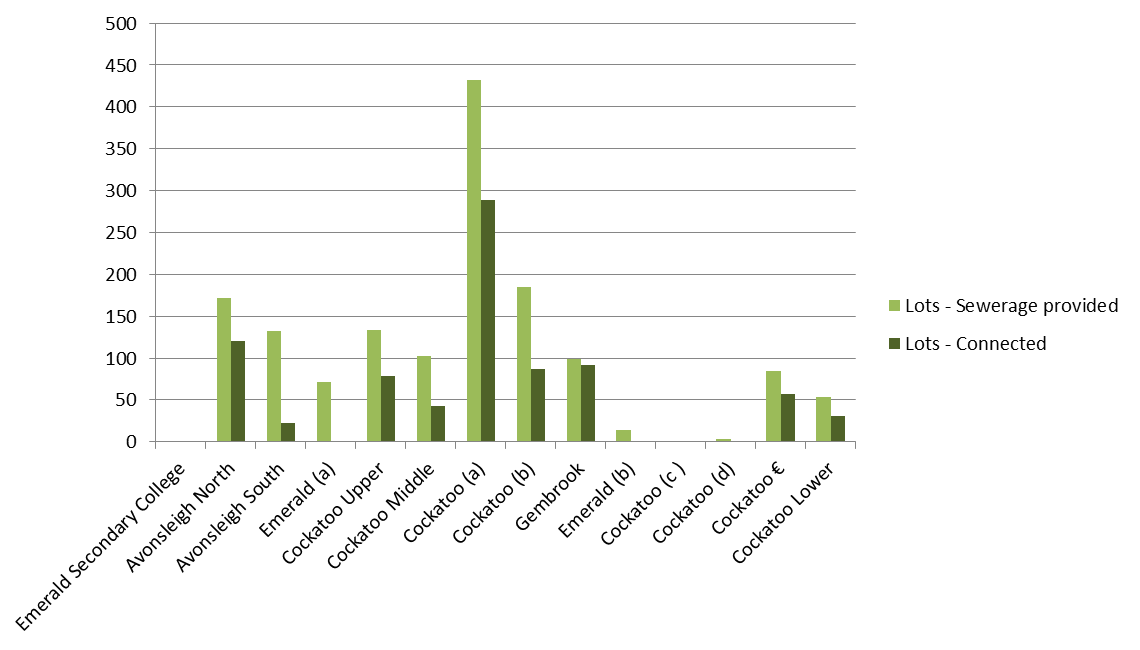 500
450
400
350
300
250
200
150
100
50
0
Lots - Sewerage provided
Lots - Connected
Emerald Secondary College
Avonsleigh North
Avonsleigh South
Emerald (a)
Cockatoo Upper
Cockatoo Middle
Cockatoo (a)
Cockatoo (b)
Gembrook
Emerald (b)
Cockatoo (c )
Cockatoo (d)
Cockatoo €
Cockatoo Lower